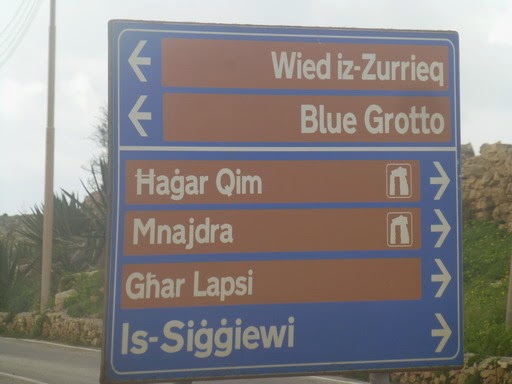 Wied iz-Zurrieq
Blue Grotto
Ħaġar Qim
Mnajdra
Għar Lapsi
Is-Siġġiewi